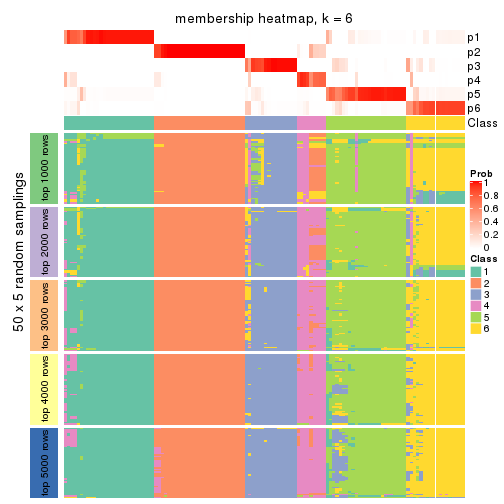 membership heatmap, k = 6
p1
p2
p3
p4
p5
p6
Class
50 x 5 random samplings
top 1000 rows
top 2000 rows
top 3000 rows
top 4000 rows
top 5000 rows
Prob
1
0.8
0.6
0.4
0.2
0
Class
1
2
3
4
5
6